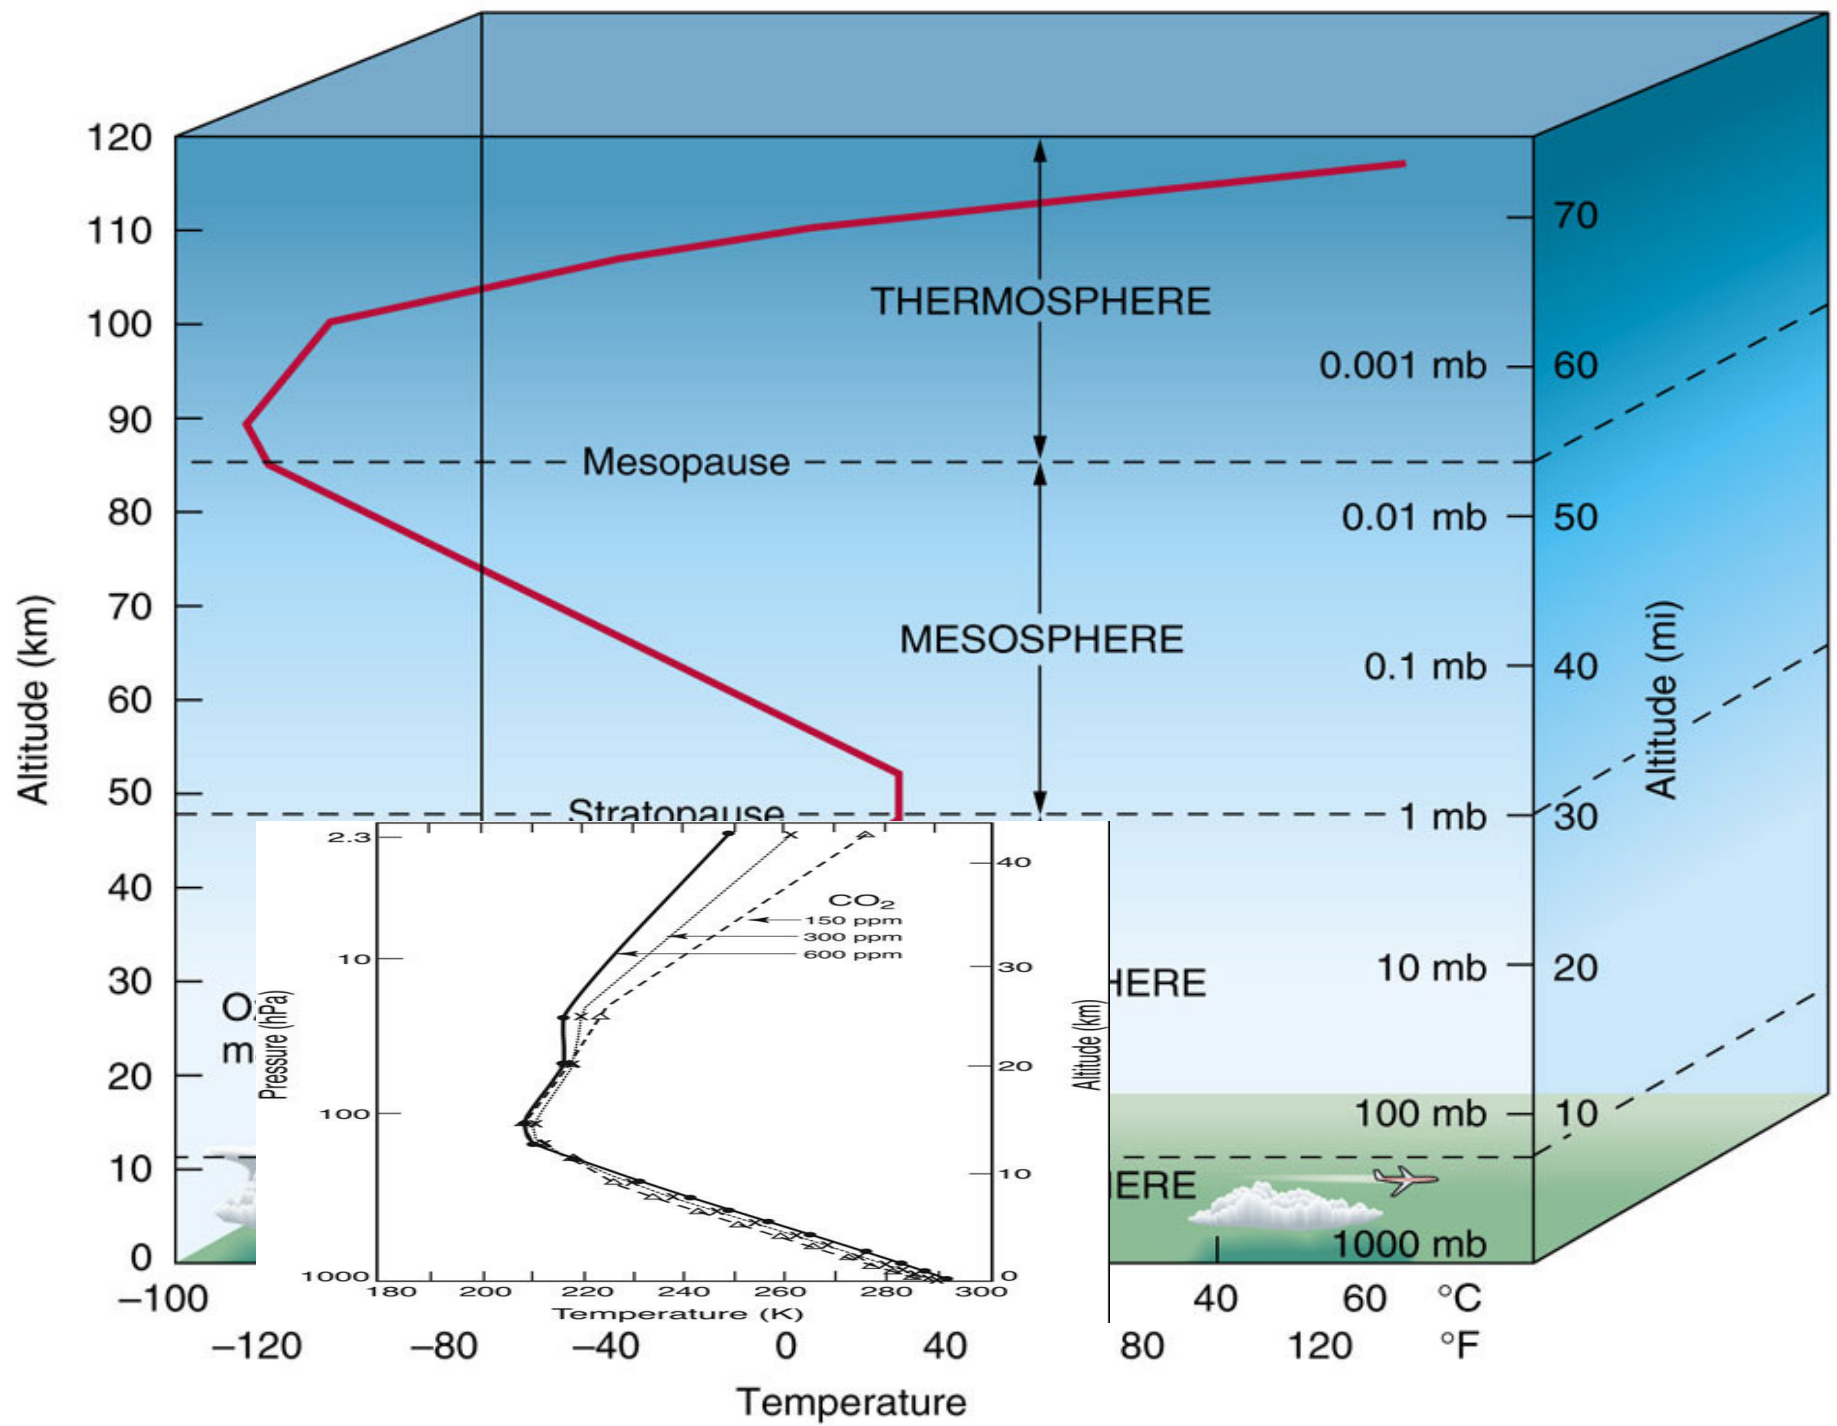 120
110
100
90
80
70
60
50
40
30
20
10
0
Altitude (km)
THERMOSPHERE
Mesopause
MESOSPHERE
Stratopause
HERE
ERE
0.001 mb
0.01 mb
0.1 mb
1 mb
10 mb
100 mb
1000 mb
70
60
50
40
30
20
10
Altitude (mi)
2.3
10
100
1000
Pressure (hPa)
CO₂
150 ppm
300 ppm
600 ppm
40
30
20
10
0
Altitude (km)
180 200 220 240 260 280 300
Temperature (K)
–100 40 60 °C
–120 –80 –40 0 40 80 120 °F
Temperature